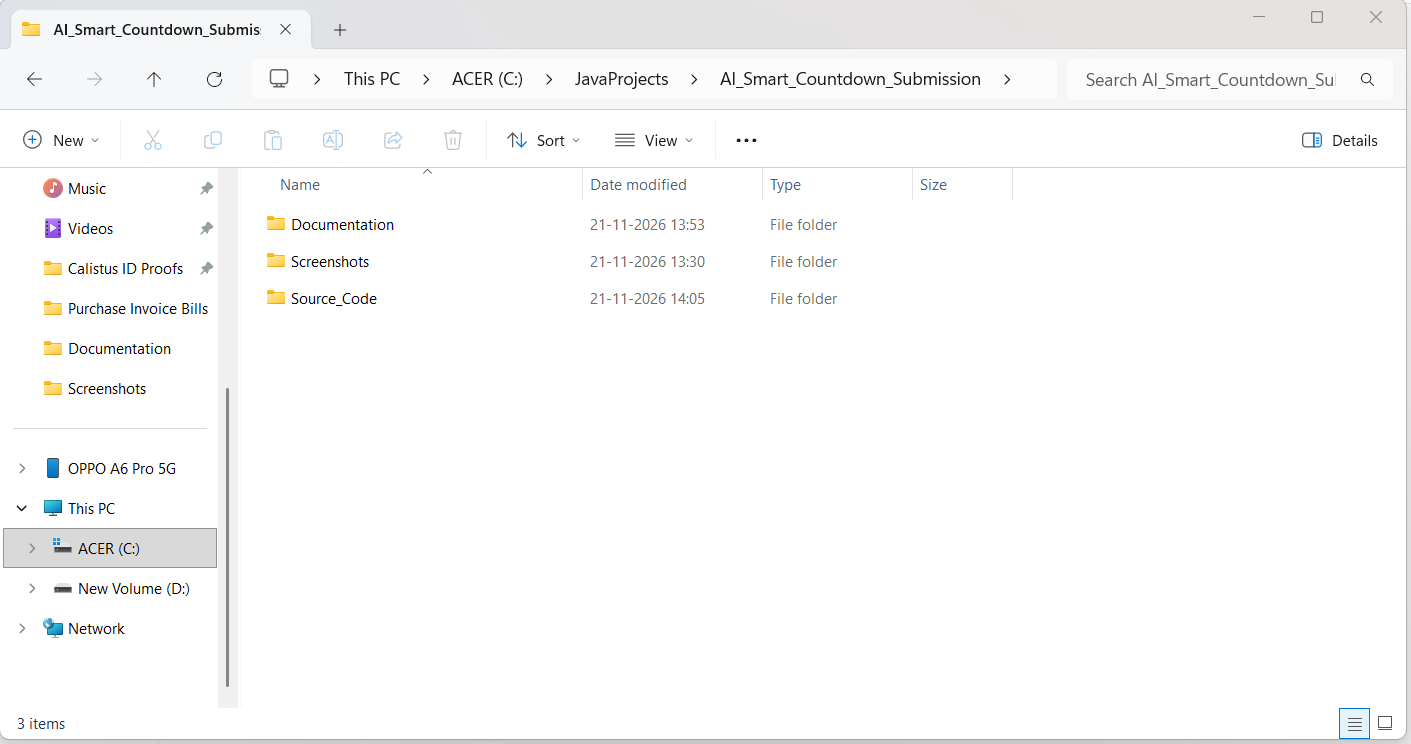 AI_Smart_Countdown_Submis
This PC ACER (C:) JavaProjects AI_Smart_Countdown_Submission Search AI_Smart_Countdown_Su
New Sort View Details
Name Date modified Type Size
Music
Videos
Calistus ID Proofs
Purchase Invoice Bills
Documentation
Screenshots
Documentation 21-11-2026 13:53 File folder
Screenshots 21-11-2026 13:30 File folder
Source_Code 21-11-2026 14:05 File folder
OPPO A6 Pro 5G
This PC
ACER (C:)
New Volume (D:)
Network
3 items